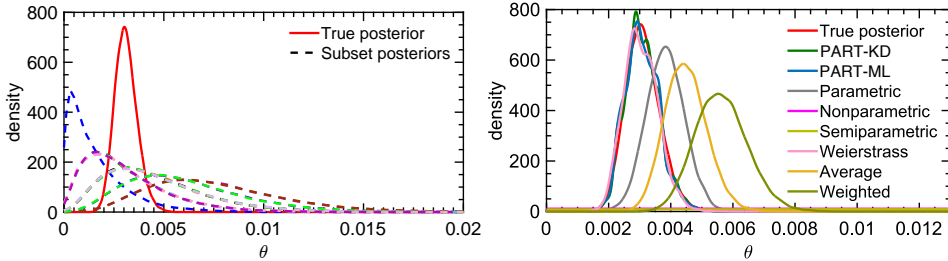 800
600
400
200
0
density
0
0.005
0.01
0.015
0.02
θ
True posterior
Subset posteriors
800
600
400
200
0
density
0
0.002
0.004
0.006
0.008
0.01
0.012
θ
True posterior
PART-KD
PART-ML
Parametric
Nonparametric
Semiparametric
Weierstrass
Average
Weighted